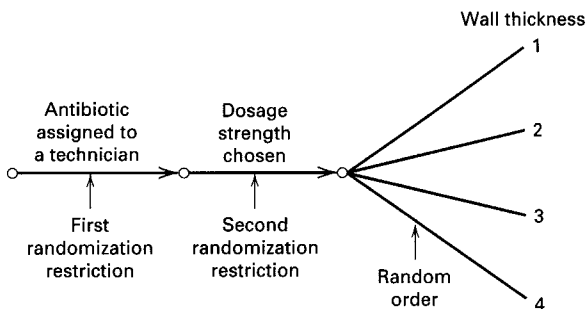 Wall thickness
1
Antibiotic
assigned to
a technician
Dosage
strength
chosen
2
3
4
First
randomization
restriction
Second
randomization
restriction
Random
order